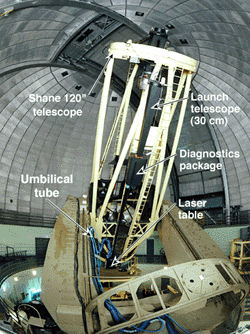 Shane 120"
telescope
Launch
telescope
(30 cm)
Diagnostics
package
Umbilical
tube
Laser
table